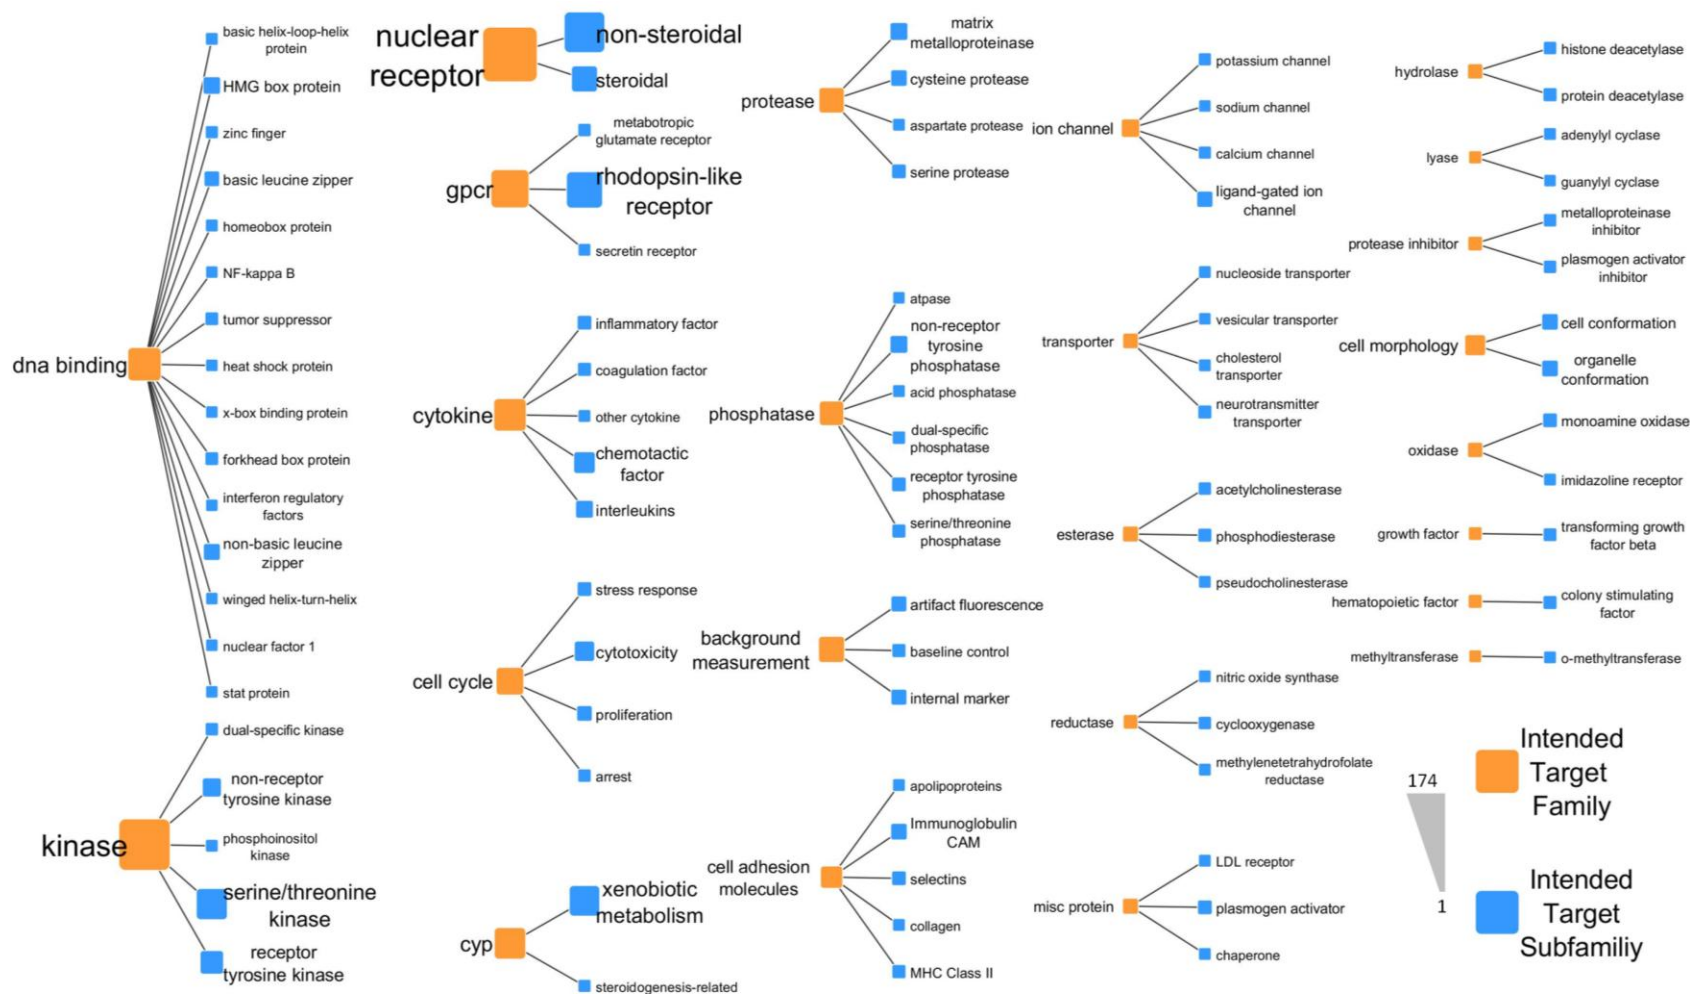 basic helix-loop-helix
protein
HMG box protein
zinc finger
basic leucine zipper
homeobox protein
NF-kappa B
tumor suppressor
dna binding
heat shock protein
x-box binding protein
forkhead box protein
interferon regulatory
factors
non-basic leucine
zipper
winged helix-turn-helix
nuclear factor 1
stat protein
dual-specific kinase
non-receptor
tyrosine kinase
kinase
phosphoinositol
kinase
serine/threonine
kinase
receptor
tyrosine kinase
nuclear
receptor
non-steroidal
steroidal
metabotropic
glutamate receptor
gpcr
rhodopsin-like
receptor
secretin receptor
inflammatory factor
coagulation factor
cytokine
other cytokine
chemotactic
factor
interleukins
stress response
cytotoxicity
cell cycle
proliferation
arrest
xenobiotic
metabolism
cyp
steroidogenesis-related
matrix
metalloproteinase
cysteine protease
protease
aspartate protease
serine protease
atpase
non-receptor
tyrosine
phosphatase
acid phosphatase
phosphatase
dual-specific
phosphatase
receptor tyrosine
phosphatase
serine/threonine
phosphatase
artifact fluorescence
background
measurement
baseline control
internal marker
apolipoproteins
Immunoglobulin
CAM
cell adhesion
molecules
selectins
collagen
MHC Class II
potassium channel
sodium channel
ion channel
calcium channel
ligand-gated ion
channel
nucleoside transporter
vesicular transporter
transporter
cholesterol
transporter
neurotransmitter
transporter
acetylcholinesterase
esterase
phosphodiesterase
pseudocholinesterase
nitric oxide synthase
reductase
cyclooxygenase
methylenetetrahydrofolate
reductase
LDL receptor
misc protein
plasmogen activator
chaperone
histone deacetylase
hydrolase
protein deacetylase
adenylyl cyclase
lyase
guanylyl cyclase
metalloproteinase
inhibitor
protease inhibitor
plasmogen activator
inhibitor
cell conformation
cell morphology
organelle
conformation
monoamine oxidase
oxidase
imidazoline receptor
growth factor
transforming growth
factor beta
hematopoietic factor
colony stimulating
factor
methyltransferase
o-methyltransferase
174
1
Intended
Target
Family
Intended
Target
Subfamiliy